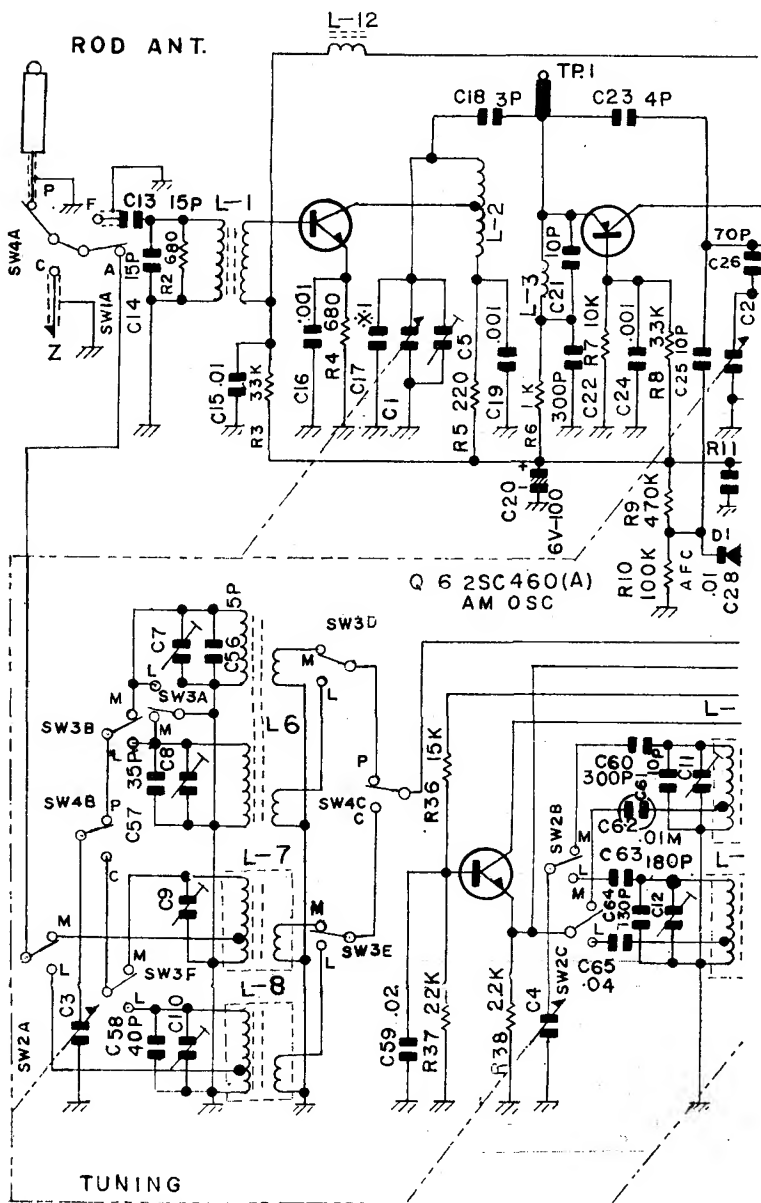 L-12
ROD ANT.
TP.1
C18 3P
C23 4P
P
F
C13 15P
L-1
SW4A
C
A
SW1A
C14
15P
R2
680
L-2
10P
C21
L-3
70P
C26
C2
Z
.001
C16
680
R4
※1
C17
C1
C5
220
R5
.001
C19
1K
R6
300P
C22
10K
R7
.001
C24
3.3K
R8
10P
C25
C15 .01
33K
R3
R11
+
C20
6V-100
470K
R9
100K
R10
AFC
D1
.01
C28
Q 6 2SC460(A)
AM OSC
5P
C7
C56
SW3D
M
L
M
L
SW3A
SW3B
M
L
L6
35P
C8
P
SW4B
C57
P
SW4C
C
15K
R36
L-
C60
300P
10P
C61
C11
C62
.01M
SW2B
M
L
C63
180P
L-
C
L-7
C9
M
M
SW3E
L
M
L
C64
130P
C12
M
L
SW3F
L
L-8
SW2C
C65
.04
SW2A
C3
C58
40P
C10
C59 .02
R37 22K
2.2K
R38
C4
TUNING